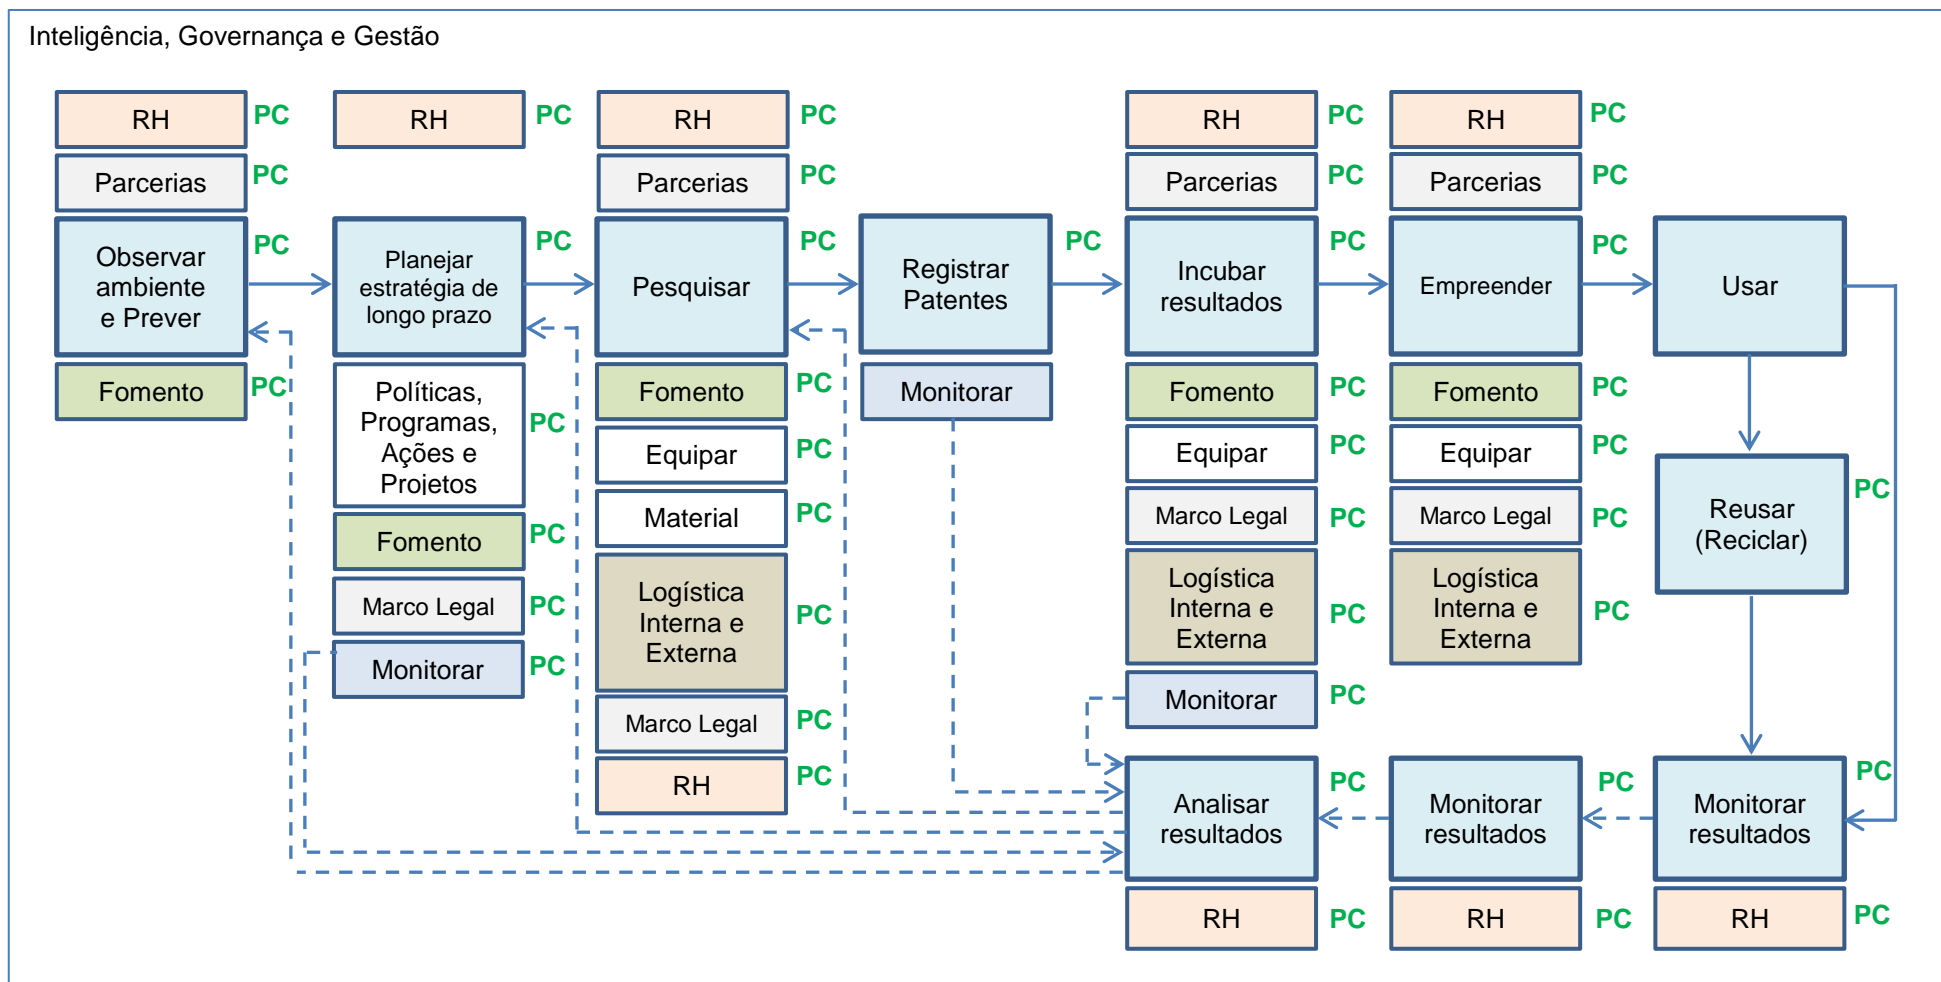 Inteligência, Governança e Gestão
RH PC
RH PC
RH PC
RH PC
RH PC
Parcerias PC
Parcerias PC
Parcerias PC
Parcerias PC
Observar
ambiente
e Prever
PC
Planejar
estratégia de
longo prazo
PC
Pesquisar
PC
Registrar
Patentes
PC
Incubar
resultados
PC
Empreender
PC
Usar
Fomento PC
Políticas,
Programas,
Ações e
Projetos
PC
Fomento PC
Marco Legal PC
Monitorar PC
Fomento PC
Equipar PC
Material PC
Logística
Interna e
Externa
PC
Marco Legal PC
RH PC
Monitorar
Fomento PC
Equipar PC
Marco Legal PC
Logística
Interna e
Externa
PC
Monitorar PC
Fomento PC
Equipar PC
Marco Legal PC
Logística
Interna e
Externa
PC
Reusar
(Reciclar)
PC
Analisar
resultados
PC
Monitorar
resultados
PC
Monitorar
resultados
PC
RH PC
RH PC
RH PC